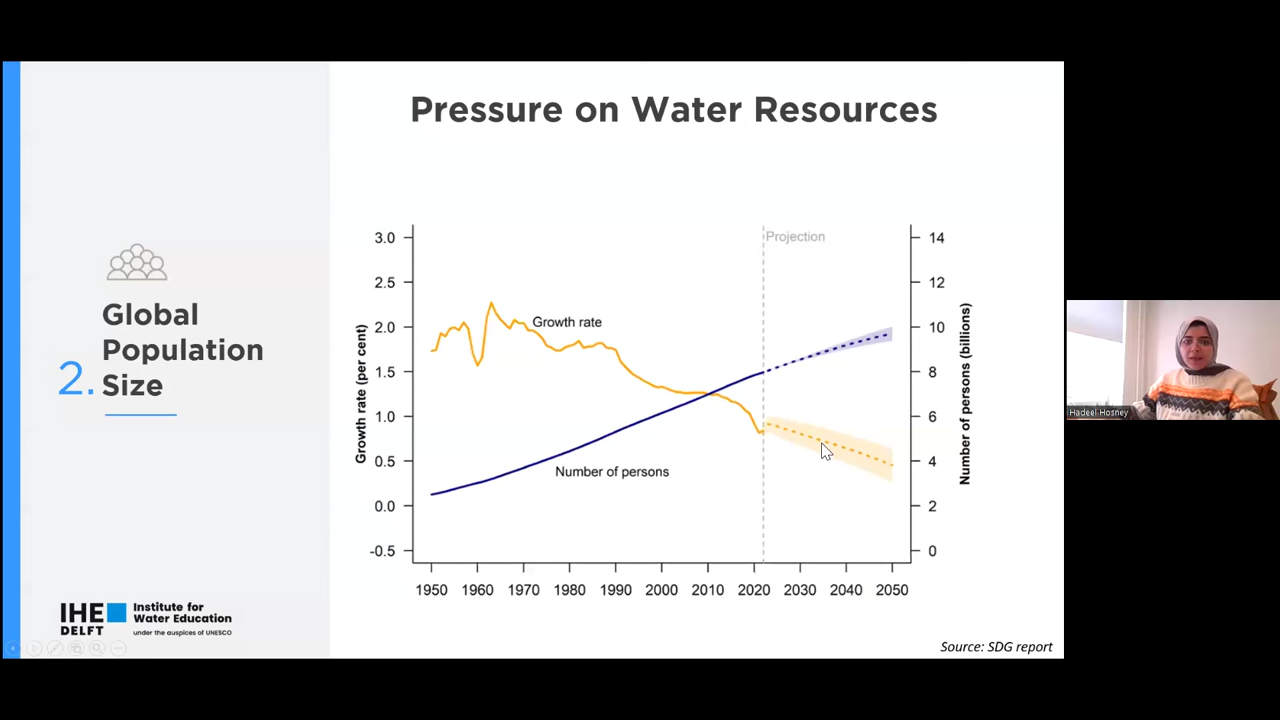 Pressure on Water Resources
2.
Global
Population
Size
Growth rate (per cent)
3.0
2.5
2.0
1.5
1.0
0.5
0.0
-0.5
Growth rate
Number of persons
Projection
14
12
10
8
6
4
2
0
Number of persons (billions)
1950 1960 1970 1980 1990 2000 2010 2020 2030 2040 2050
IHE
DELFT
Institute for
Water Education
under the auspices of UNESCO
Source: SDG report
Hadeel Hosney